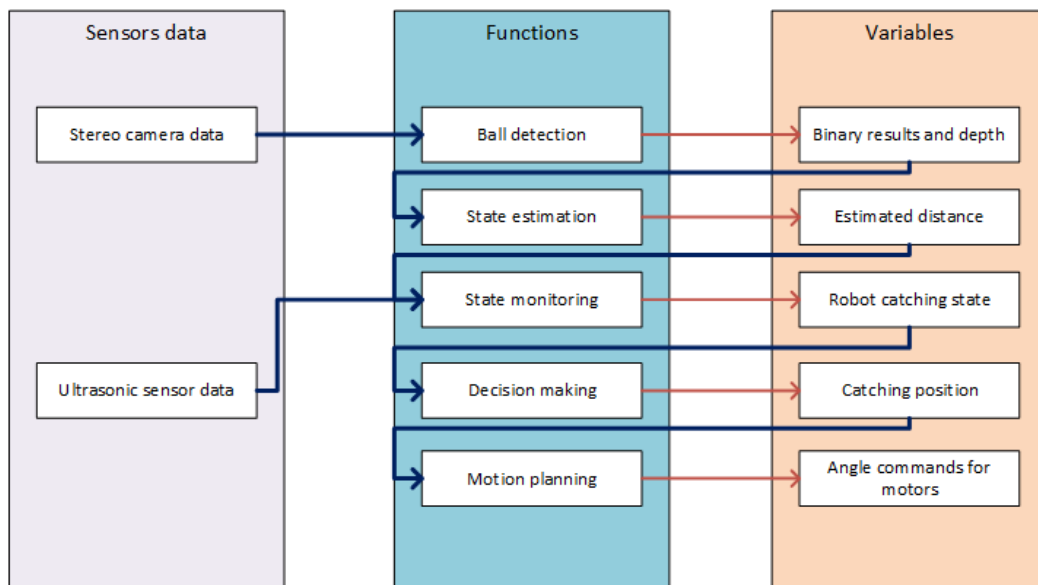 Sensors data
Functions
Variables
Stereo camera data
Ball detection
Binary results and depth
State estimation
Estimated distance
State monitoring
Robot catching state
Ultrasonic sensor data
Decision making
Catching position
Motion planning
Angle commands for
motors